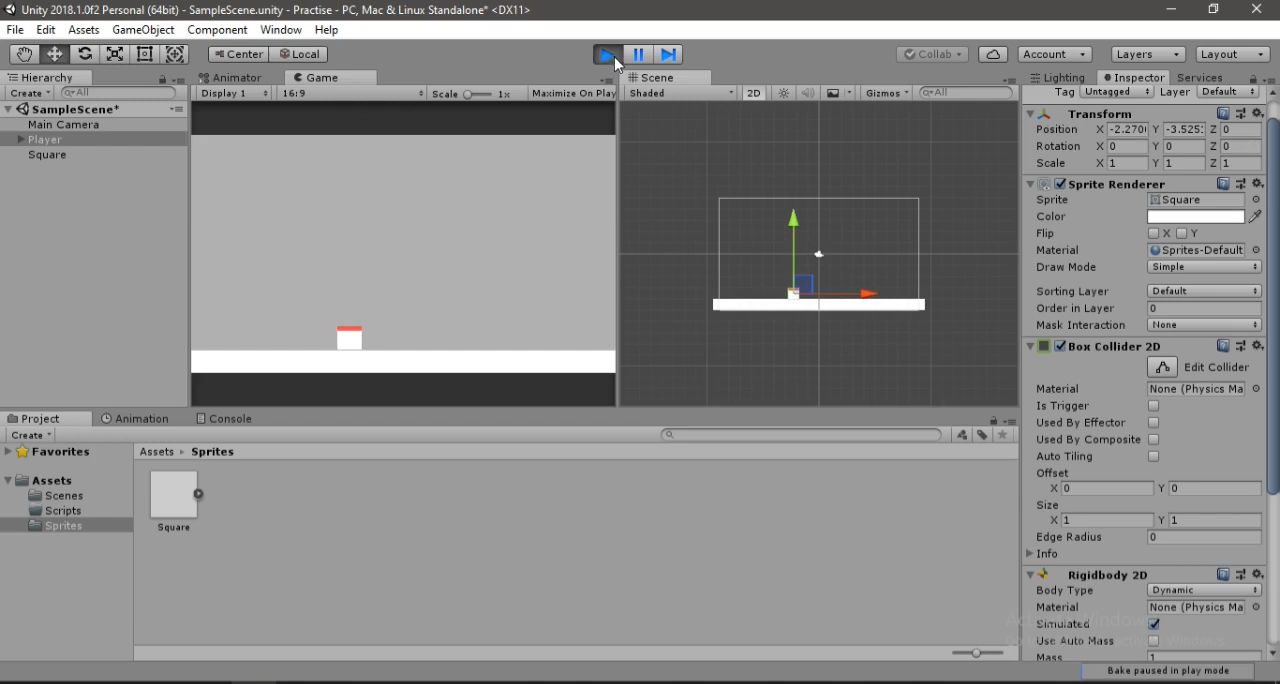 Unity 2018.1.0f2 Personal (64bit) - SampleScene.unity - Practise - PC, Mac & Linux Standalone* <DX11>
File Edit Assets GameObject Component Window Help
Center Local Collab Account Layers Layout
Hierarchy Animator Game Scene Lighting Inspector Services
Create All Display 1 16:9 Scale 1x Maximize On Play Shaded 2D Gizmos All Tag Untagged Layer Default
SampleScene*
Main Camera
Player
Square
Transform
Position X -2.270 Y -3.525 Z 0
Rotation X 0 Y 0 Z 0
Scale X 1 Y 1 Z 1
Sprite Renderer
Sprite Square
Color
Flip X Y
Material Sprites-Default
Draw Mode Simple
Sorting Layer Default
Order in Layer 0
Mask Interaction None
Box Collider 2D
Edit Collider
Material None (Physics Ma
Is Trigger
Used By Effector
Used By Composite
Auto Tiling
Offset
X 0 Y 0
Size
X 1 Y 1
Edge Radius 0
Info
Rigidbody 2D
Body Type Dynamic
Material None (Physics Ma
Simulated
Use Auto Mass
Mass 1
Project Animation Console
Create
Favorites
Assets
Scenes
Scripts
Sprites
Assets Sprites
Square
Bake paused in play mode